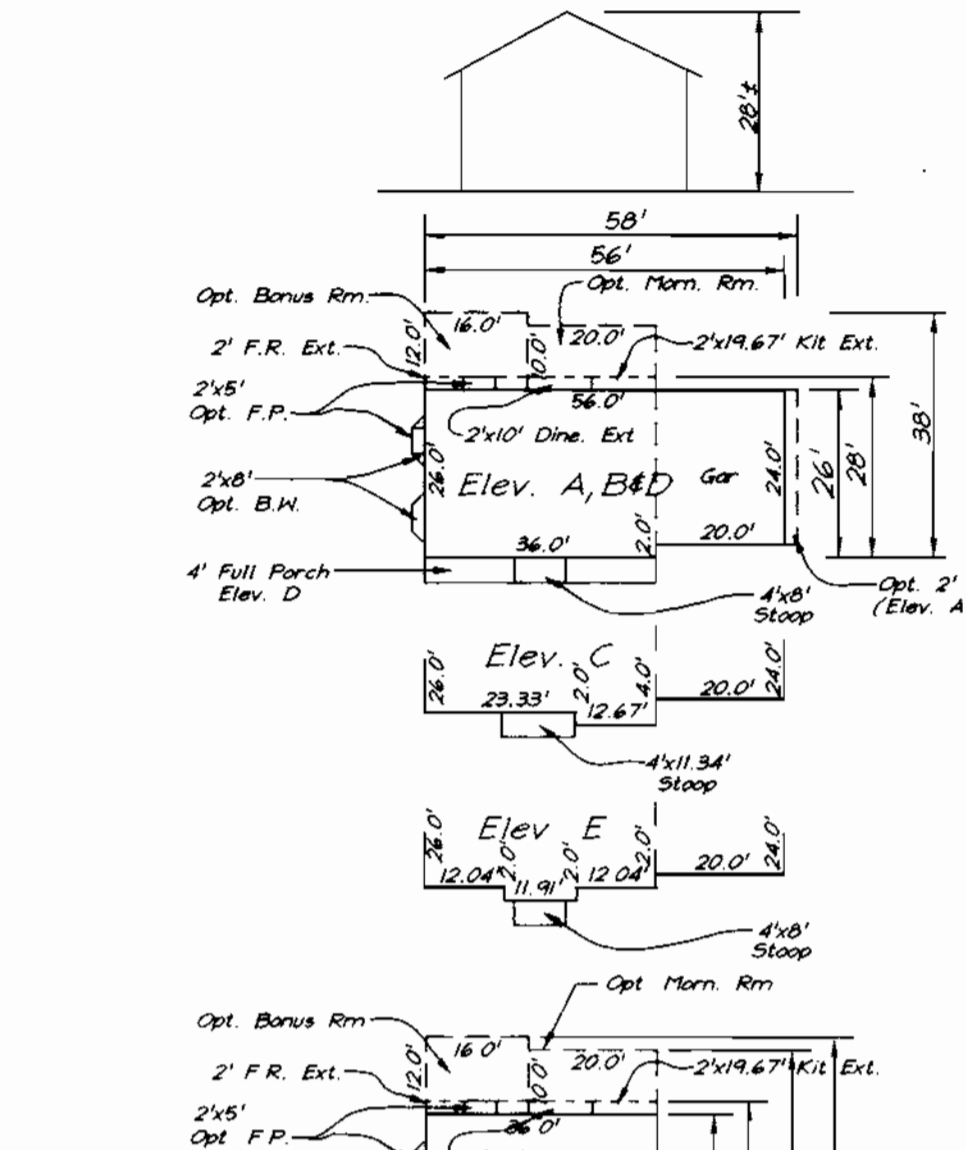 28'±
58'
56'
Opt. Bonus Rm.
Opt. Morn. Rm.
16.0'
20.0'
12.0'
10.0'
2' F.R. Ext.
2'x19.67' Kit Ext.
2'x5'
Opt. F.P.
56.0'
2'x10' Dine. Ext
38'
26.0'
Elev. A, B&D
Gar
24.0'
26'
28'
2'x8'
Opt. B.W.
36.0'
2.0'
20.0'
4' Full Porch
Elev. D
4'x8'
Stoop
Opt. 2'
(Elev. A
Elev. C
26.0'
23.33'
2.0'
12.67'
4.0'
20.0'
24.0'
4'x11.34'
Stoop
Elev E
26.0'
12.04'
2.0'
11.91'
2.0'
12 04'
2.0'
20.0'
24.0'
4'x8'
Stoop
Opt Morn. Rm
Opt. Bonus Rm
16 0'
20.0'
12.0'
2' F R. Ext.
2'x19.67' Kit Ext.
2'x5'
Opt F P.